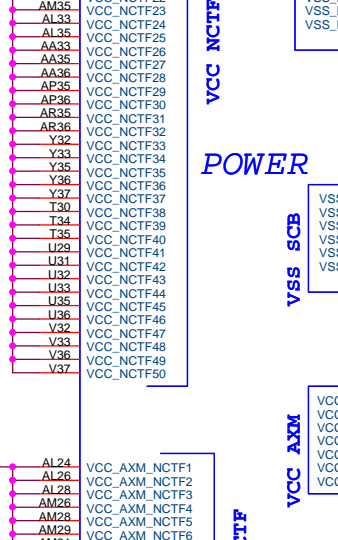 AM35 VCC_NCTF23
AL33 VCC_NCTF24
AL35 VCC_NCTF25
AA33 VCC_NCTF26
AA35 VCC_NCTF27
AA36 VCC_NCTF28
AP35 VCC_NCTF29
AP36 VCC_NCTF30
AR35 VCC_NCTF31
AR36 VCC_NCTF32
Y32 VCC_NCTF33
Y33 VCC_NCTF34
Y35 VCC_NCTF35
Y36 VCC_NCTF36
Y37 VCC_NCTF37
T30 VCC_NCTF38
T34 VCC_NCTF39
T35 VCC_NCTF40
U29 VCC_NCTF41
U31 VCC_NCTF42
U32 VCC_NCTF43
U33 VCC_NCTF44
U35 VCC_NCTF45
U36 VCC_NCTF46
V32 VCC_NCTF47
V33 VCC_NCTF48
V36 VCC_NCTF49
V37 VCC_NCTF50
VCC NCTF
POWER
VSS SCB
VCC AXM
AL24 VCC_AXM_NCTF1
AL26 VCC_AXM_NCTF2
AL28 VCC_AXM_NCTF3
AM26 VCC_AXM_NCTF4
AM28 VCC_AXM_NCTF5
AM29 VCC_AXM_NCTF6